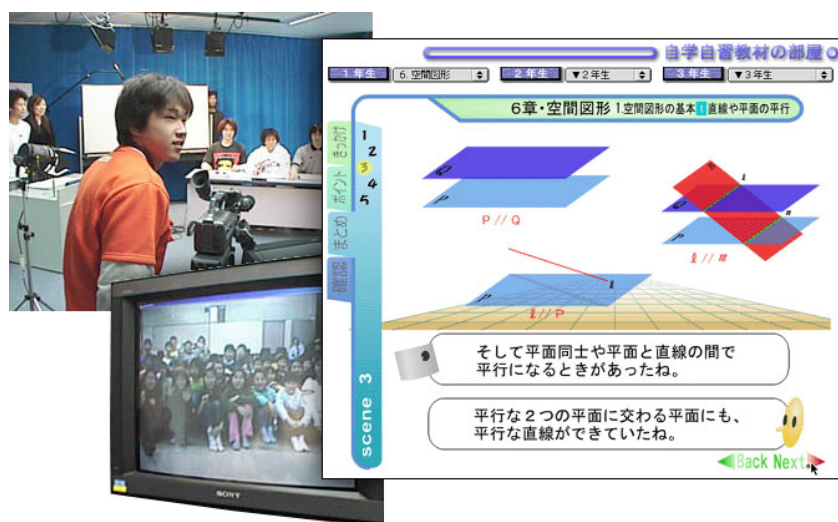 自学自習教材の部屋
1年生 6. 空間図形 2年生 ▼2年生 3年生 ▼3年生
6章・空間図形 1.空間図形の基本 1 直線や平面の平行
きっかけ
ポイント
まとめ
確認
1
2
3
4
5
scene 3
Q
P
P // Q
ℓ
Q
P
ℓ // m
ℓ
P
ℓ // P
そして平面同士や平面と直線の間で
平行になるときがあったね。
平行な2つの平面に交わる平面にも、
平行な直線ができていたね。
Back Next
SONY